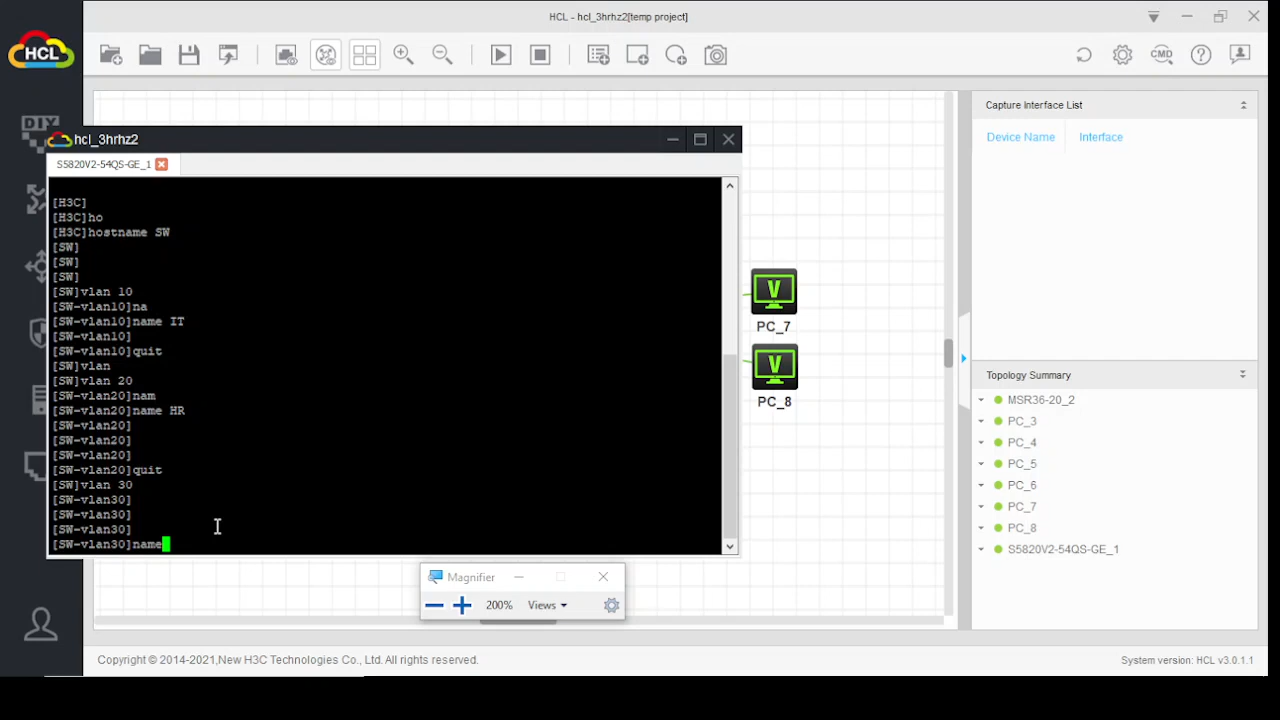 HCL - hcl_3hrhz2[temp project]
HCL
DIY
CMD
hcl_3hrhz2
S5820V2-54QS-GE_1
[H3C]
[H3C]ho
[H3C]hostname SW
[SW]
[SW]
[SW]
[SW]vlan 10
[SW-vlan10]na
[SW-vlan10]name IT
[SW-vlan10]
[SW-vlan10]quit
[SW]vlan
[SW]vlan 20
[SW-vlan20]nam
[SW-vlan20]name HR
[SW-vlan20]
[SW-vlan20]
[SW-vlan20]
[SW-vlan20]quit
[SW]vlan 30
[SW-vlan30]
[SW-vlan30]
[SW-vlan30]
[SW-vlan30]name
V
PC_7
V
PC_8
Magnifier
200% Views
Capture Interface List
Device Name Interface
Topology Summary
MSR36-20_2
PC_3
PC_4
PC_5
PC_6
PC_7
PC_8
S5820V2-54QS-GE_1
Copyright © 2014-2021,New H3C Technologies Co., Ltd. All rights reserved.
System version: HCL v3.0.1.1